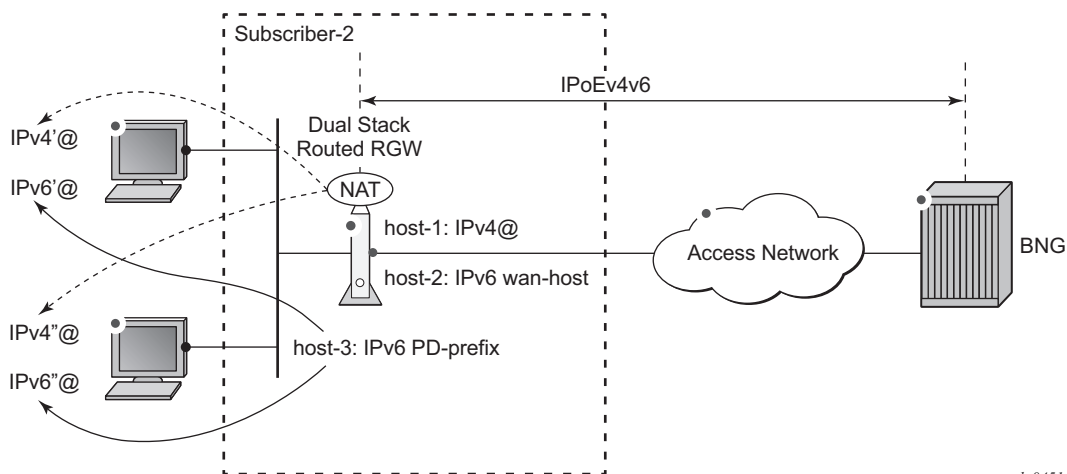 Subscriber-2
IPoEv4v6
Dual Stack
Routed RGW
IPv4'@
IPv6'@
NAT
host-1: IPv4@
Access Network
BNG
host-2: IPv6 wan-host
IPv4"@
host-3: IPv6 PD-prefix
IPv6"@